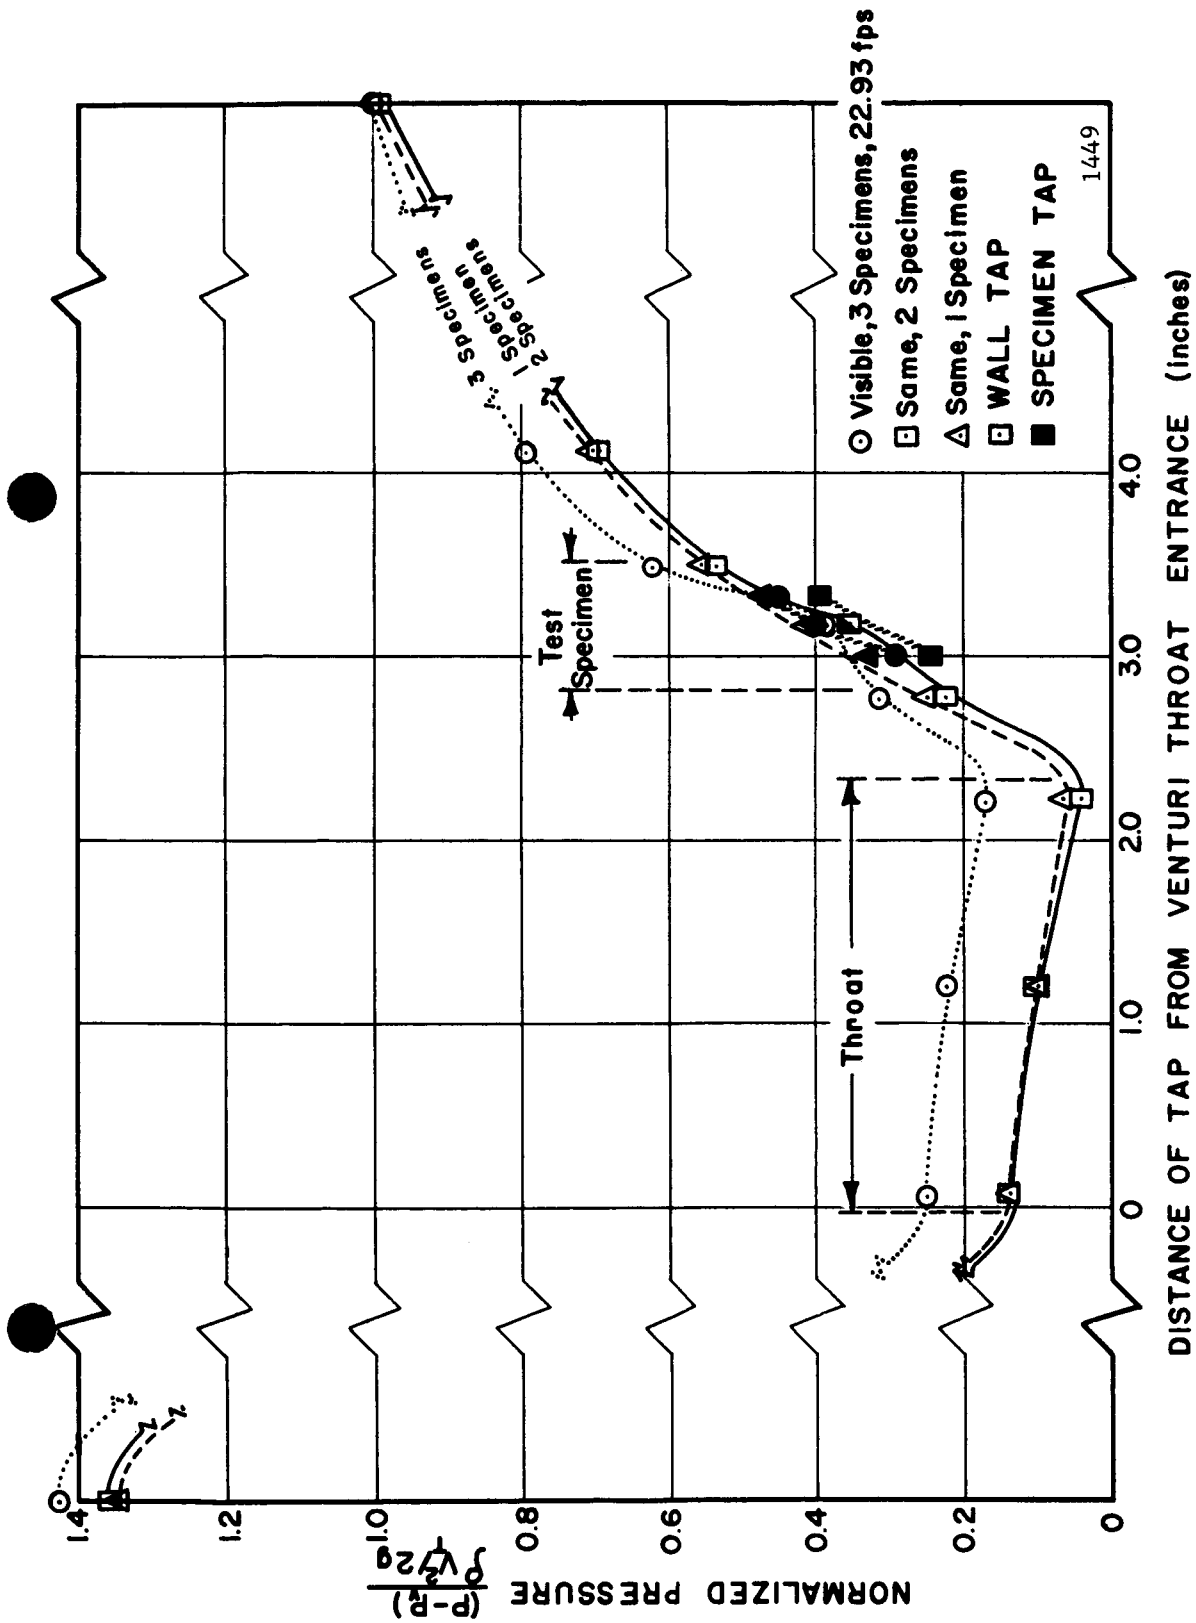 NORMALIZED PRESSURE
(P-Pv)
ρ V²T/2g
1.4
1.2
1.0
0.8
0.6
0.4
0.2
0
0
1.0
2.0
3.0
4.0
DISTANCE OF TAP FROM VENTURI THROAT ENTRANCE (inches)
Throat
Test
Specimen
3 Specimens
1 Specimen
2 Specimens
Visible, 3 Specimens, 22.93 fps
Same, 2 Specimens
Same, 1 Specimen
WALL TAP
SPECIMEN TAP
1449